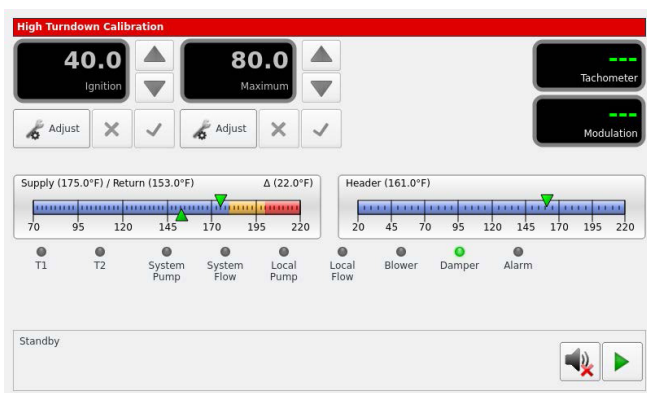 High Turndown Calibration
40.0
Ignition
80.0
Maximum
---
Tachometer
---
Modulation
Adjust
Adjust
Supply (175.0°F) / Return (153.0°F) Δ (22.0°F)
70 95 120 145 170 195 220
Header (161.0°F)
20 45 70 95 120 145 170 195 220
T1
T2
System
Pump
System
Flow
Local
Pump
Local
Flow
Blower
Damper
Alarm
Standby